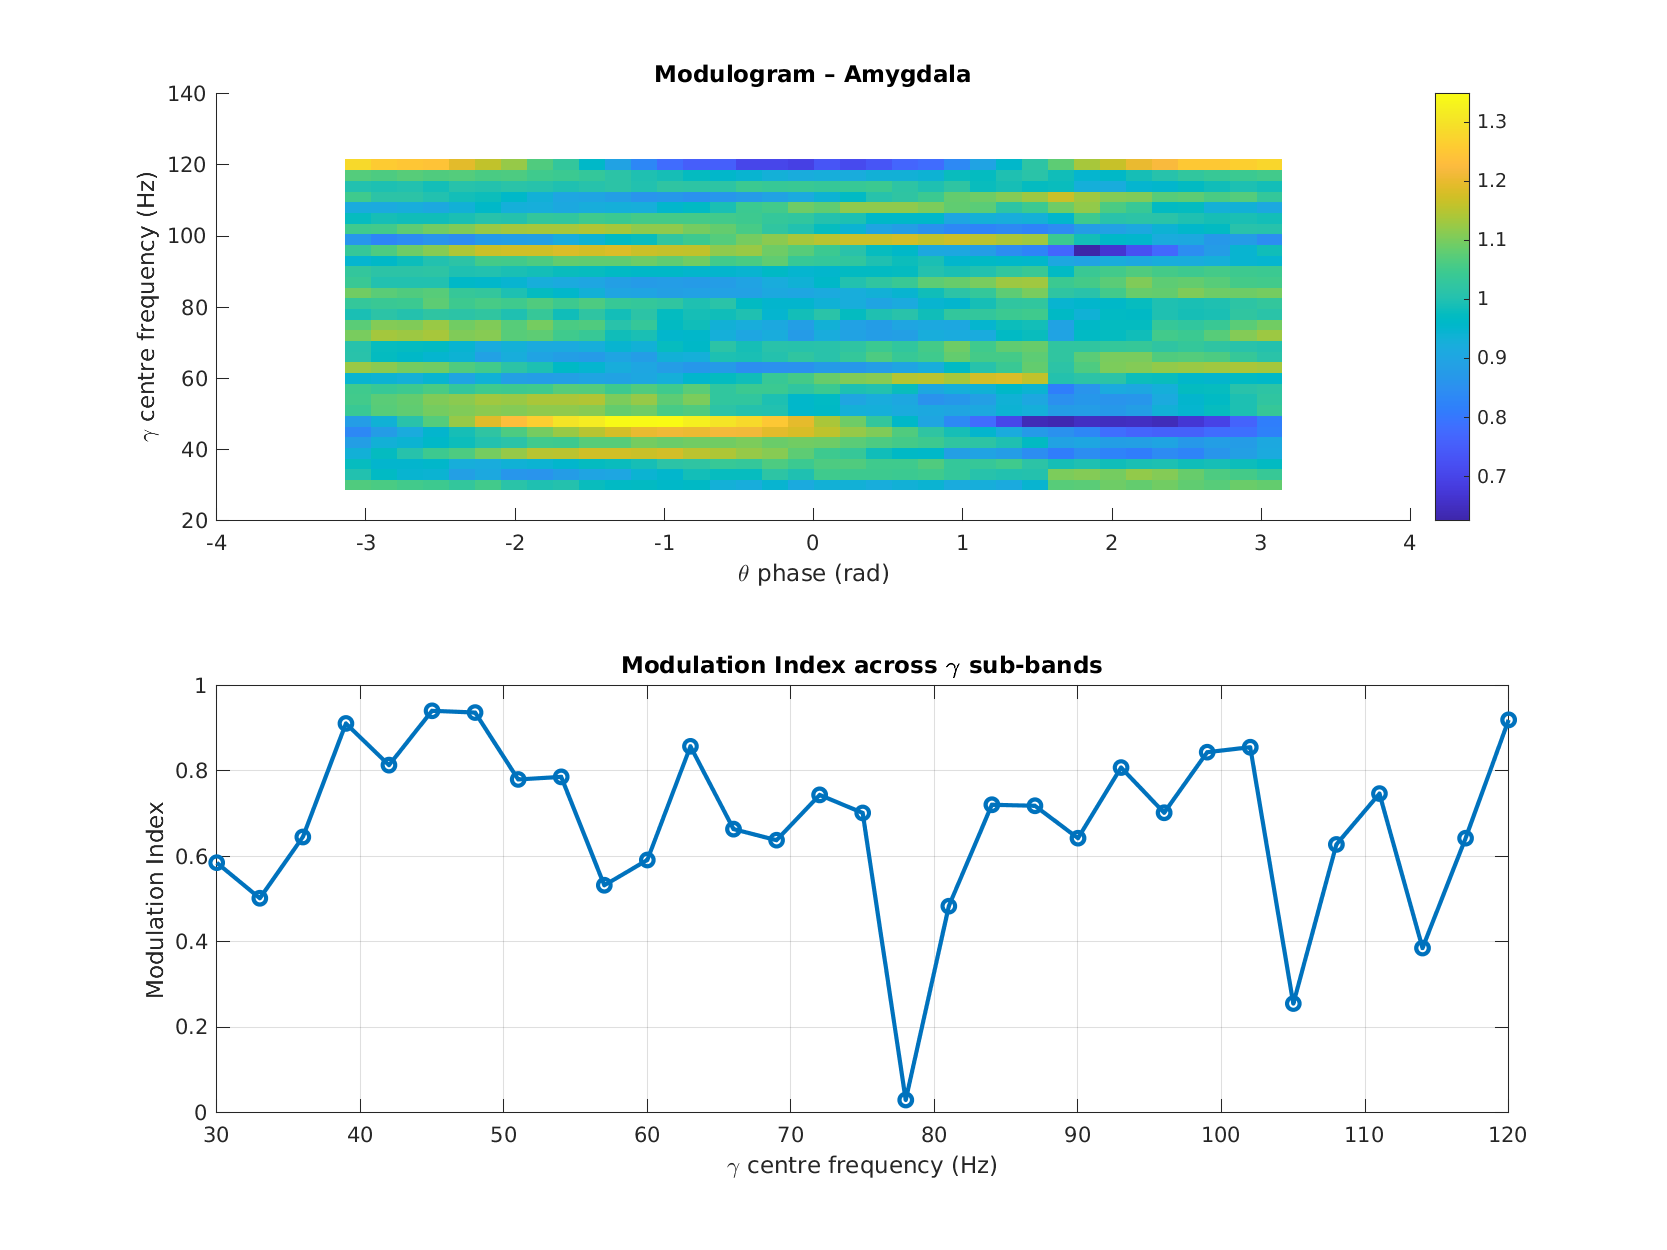 Modulogram – Amygdala
140
120
100
80
60
40
20
γ centre frequency (Hz)
-4 -3 -2 -1 0 1 2 3 4
θ phase (rad)
1.3
1.2
1.1
1
0.9
0.8
0.7
Modulation Index across γ sub-bands
1
0.8
0.6
0.4
0.2
0
Modulation Index
30 40 50 60 70 80 90 100 110 120
γ centre frequency (Hz)